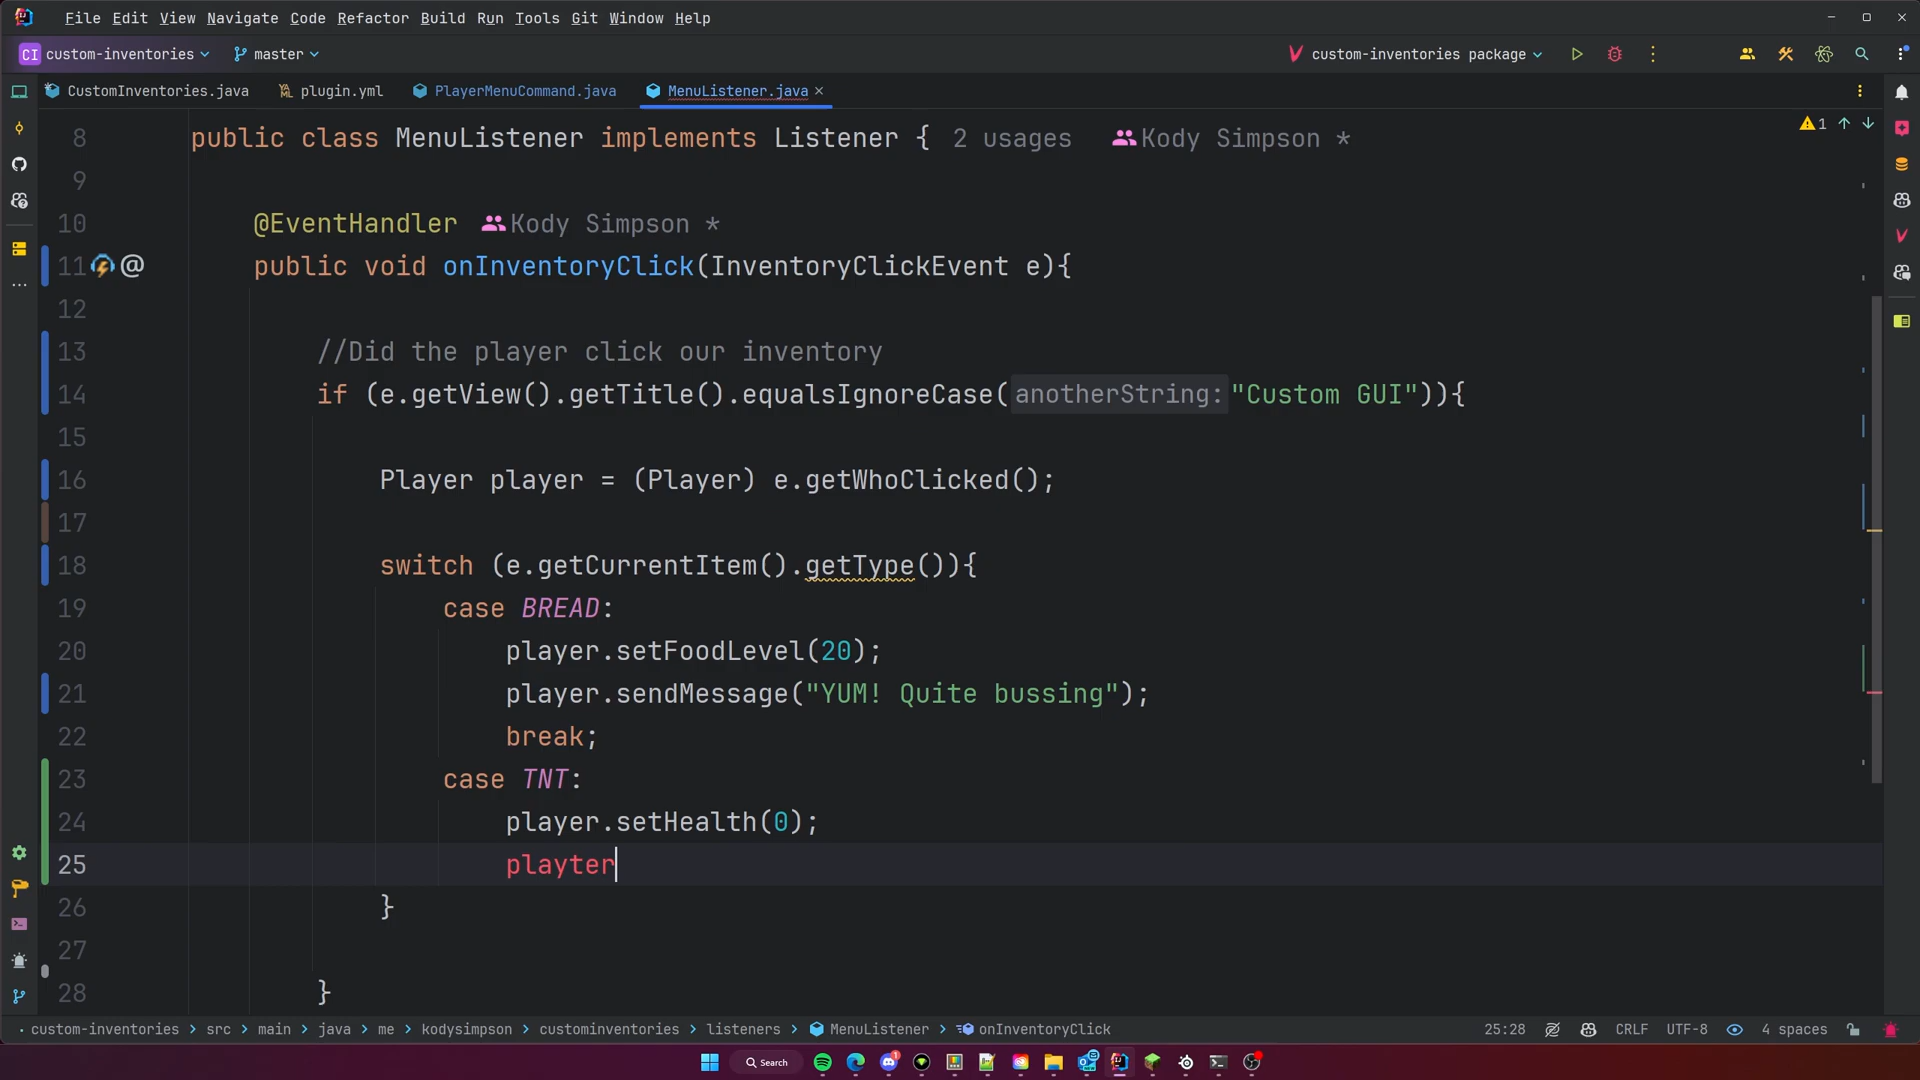 File Edit View Navigate Code Refactor Build Run Tools Git Window Help
CI custom-inventories master custom-inventories package
CustomInventories.java plugin.yml PlayerMenuCommand.java MenuListener.java
8 public class MenuListener implements Listener { 2 usages Kody Simpson *
1
9
10 @EventHandler Kody Simpson *
11 @ public void onInventoryClick(InventoryClickEvent e){
12
13 //Did the player click our inventory
14 if (e.getView().getTitle().equalsIgnoreCase( anotherString: "Custom GUI")){
15
16 Player player = (Player) e.getWhoClicked();
17
18 switch (e.getCurrentItem().getType()){
19 case BREAD:
20 player.setFoodLevel(20);
21 player.sendMessage("YUM! Quite bussing");
22 break;
23 case TNT:
24 player.setHealth(0);
25 playter
26 }
27
28 }
custom-inventories > src > main > java > me > kodysimpson > custominventories > listeners > MenuListener > onInventoryClick 25:28 CRLF UTF-8 4 spaces
Search